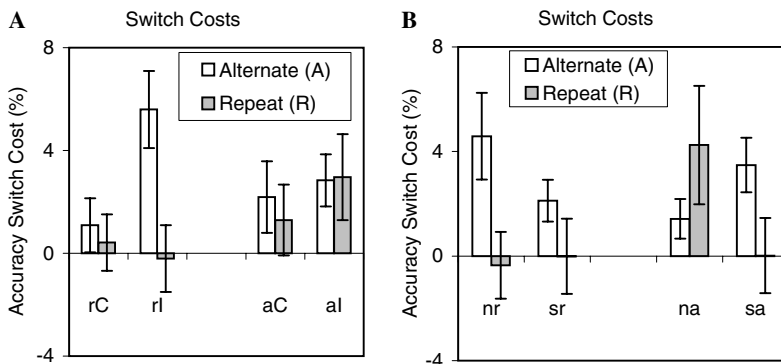 A
Switch Costs
Accuracy Switch Cost (%)
8
4
0
-4
Alternate (A)
Repeat (R)
rC
rI
aC
aI
B
Switch Costs
Accuracy Switch Cost (%)
8
4
0
-4
Alternate (A)
Repeat (R)
nr
sr
na
sa